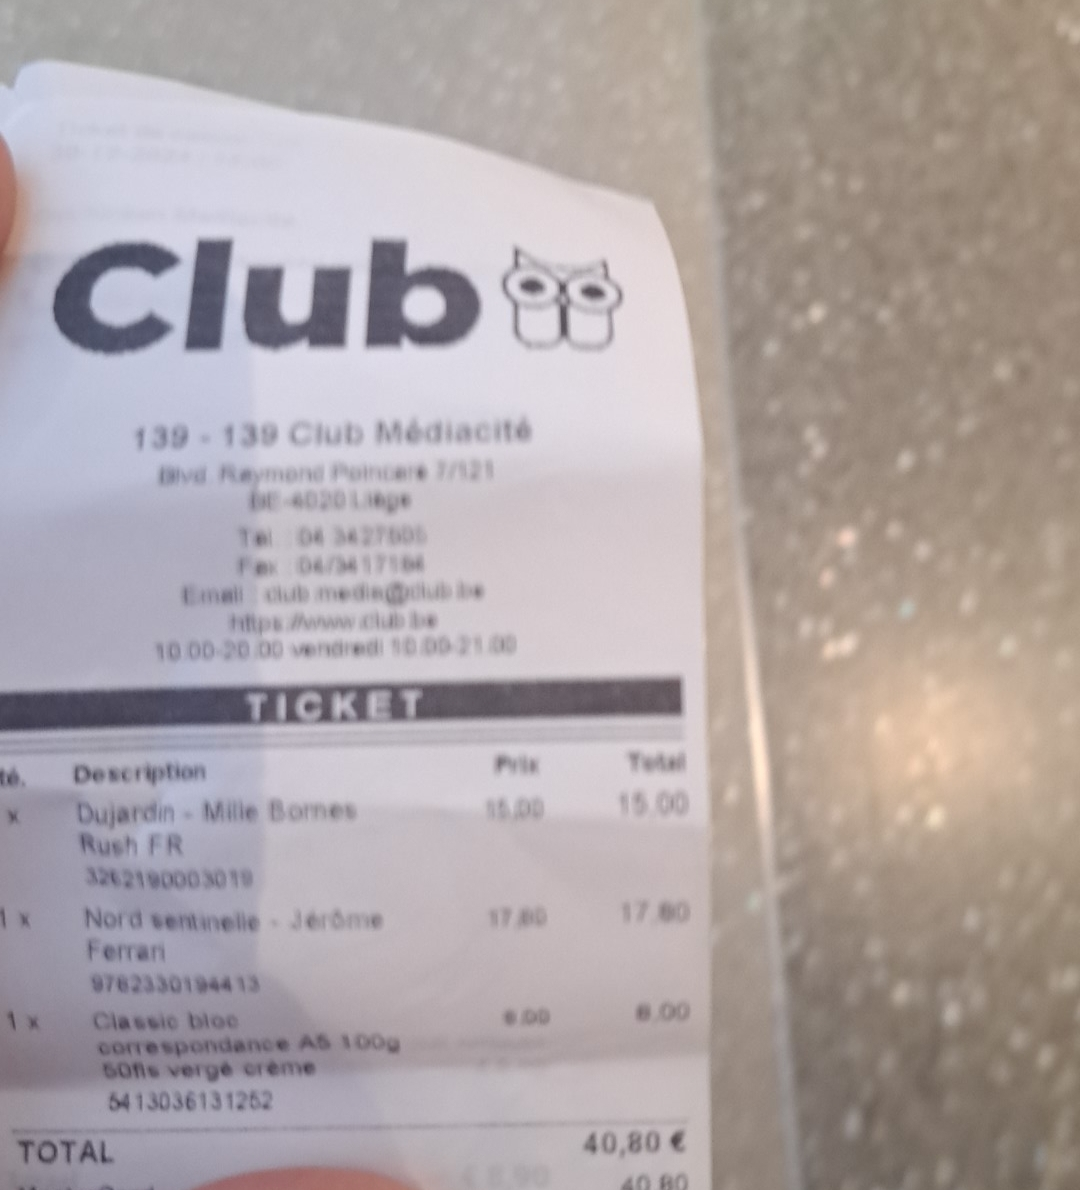 Club
139 - 139 Club Médiacité
Blvd. Raymond Poincaré 7/121
BE-4020 Liège
Tel : 04 3427605
Fax : 04/3417184
Email : club.media@club.be
https://www.club.be
10.00-20.00 vendredi 10.00-21.00
TICKET
té. Description Prix Total
x Dujardin - Mille Bornes 15.00 15.00
Rush FR
3262190003019
1 x Nord sentinelle - Jérôme 17.80 17.80
Ferrari
9782330194413
1 x Classic bloc 8.00 8.00
correspondance A5 100g
50fls vergé crème
5413036131252
TOTAL 40,80 €
40.80